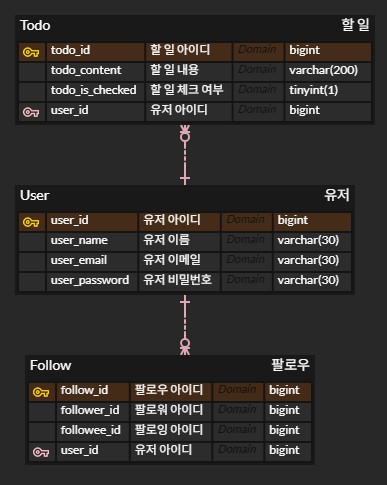 Todo 할 일
todo_id 할 일 아이디 Domain bigint
todo_content 할 일 내용 Domain varchar(200)
todo_is_checked 할 일 체크 여부 Domain tinyint(1)
user_id 유저 아이디 Domain bigint
User 유저
user_id 유저 아이디 Domain bigint
user_name 유저 이름 Domain varchar(30)
user_email 유저 이메일 Domain varchar(30)
user_password 유저 비밀번호 Domain varchar(30)
Follow 팔로우
follow_id 팔로우 아이디 Domain bigint
follower_id 팔로워 아이디 Domain bigint
followee_id 팔로잉 아이디 Domain bigint
user_id 유저 아이디 Domain bigint